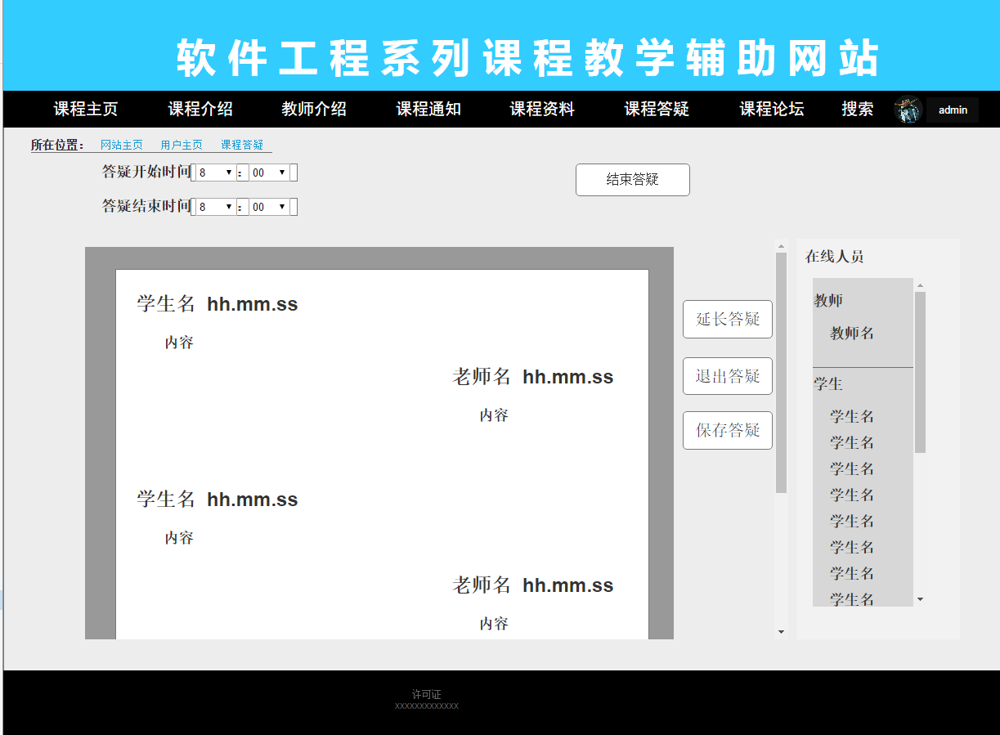 软件工程系列课程教学辅助网站
课程主页 课程介绍 教师介绍 课程通知 课程资料 课程答疑 课程论坛 搜索 admin
所在位置: 网站主页 用户主页 课程答疑
答疑开始时间 8 : 00
结束答疑
答疑结束时间 8 : 00
学生名 hh.mm.ss
内容
老师名 hh.mm.ss
内容
学生名 hh.mm.ss
内容
老师名 hh.mm.ss
内容
延长答疑
退出答疑
保存答疑
在线人员
教师
教师名
学生
学生名
学生名
学生名
学生名
学生名
学生名
学生名
学生名
许可证
xxxxxxxxxxxxx